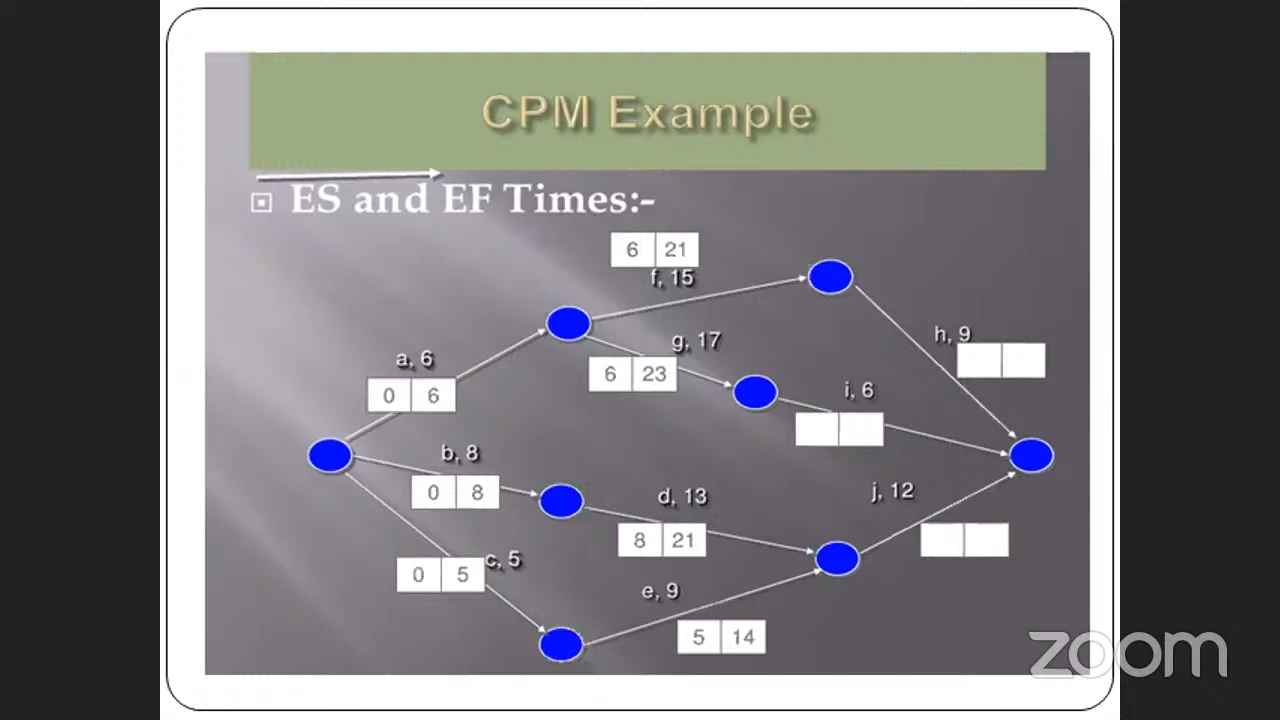 CPM Example
ES and EF Times:-
6 21
f, 15
h, 9
g, 17
a, 6
6 23
0 6
i, 6
b, 8
0 8
d, 13
j, 12
8 21
c, 5
0 5
e, 9
5 14
zoom